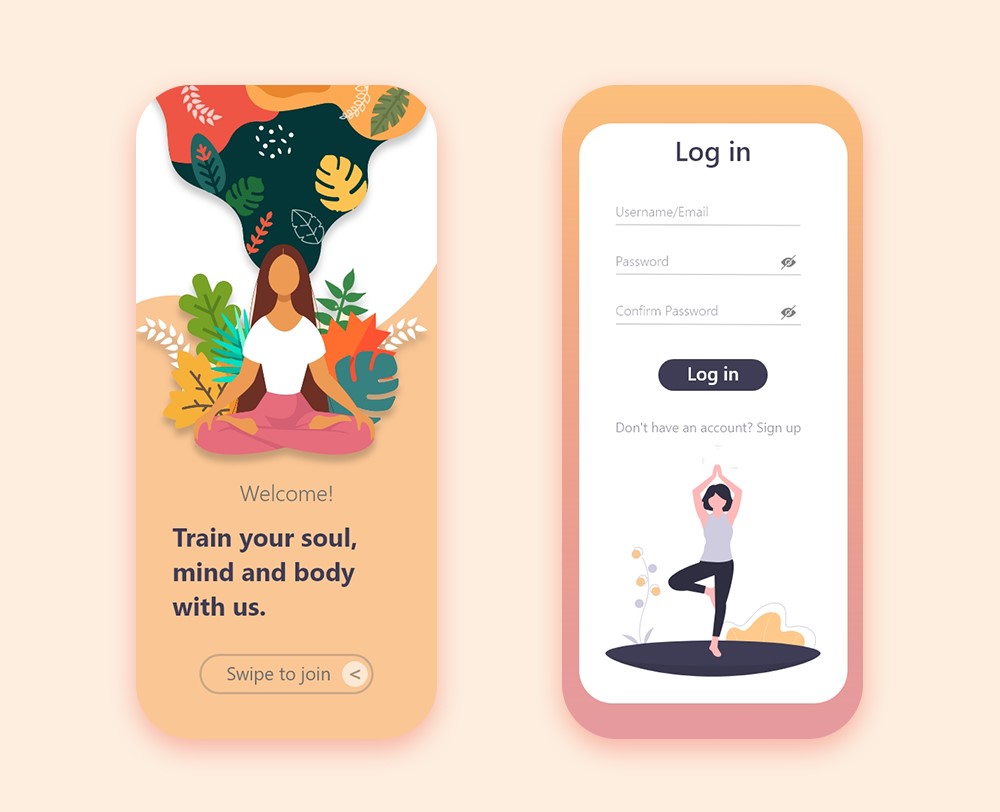 Welcome!
Train your soul,
mind and body
with us.
Swipe to join <
Log in
Username/Email
Password
Confirm Password
Log in
Don't have an account? Sign up